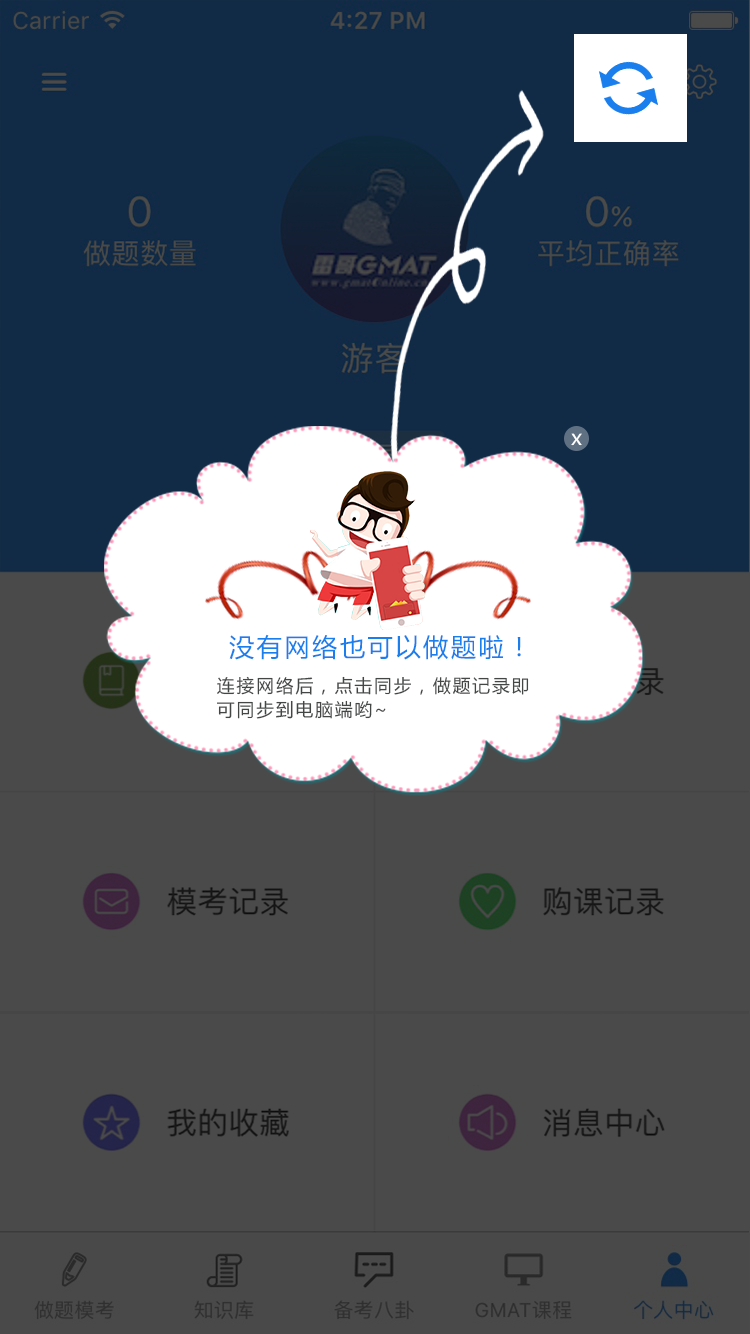 Carrier 4:27 PM
0
做题数量
0%
平均正确率
雷哥GMAT
游客
x
没有网络也可以做题啦！
连接网络后，点击同步，做题记录即
可同步到电脑端哟~
录
模考记录
购课记录
我的收藏
消息中心
做题模考
知识库
备考八卦
GMAT课程
个人中心